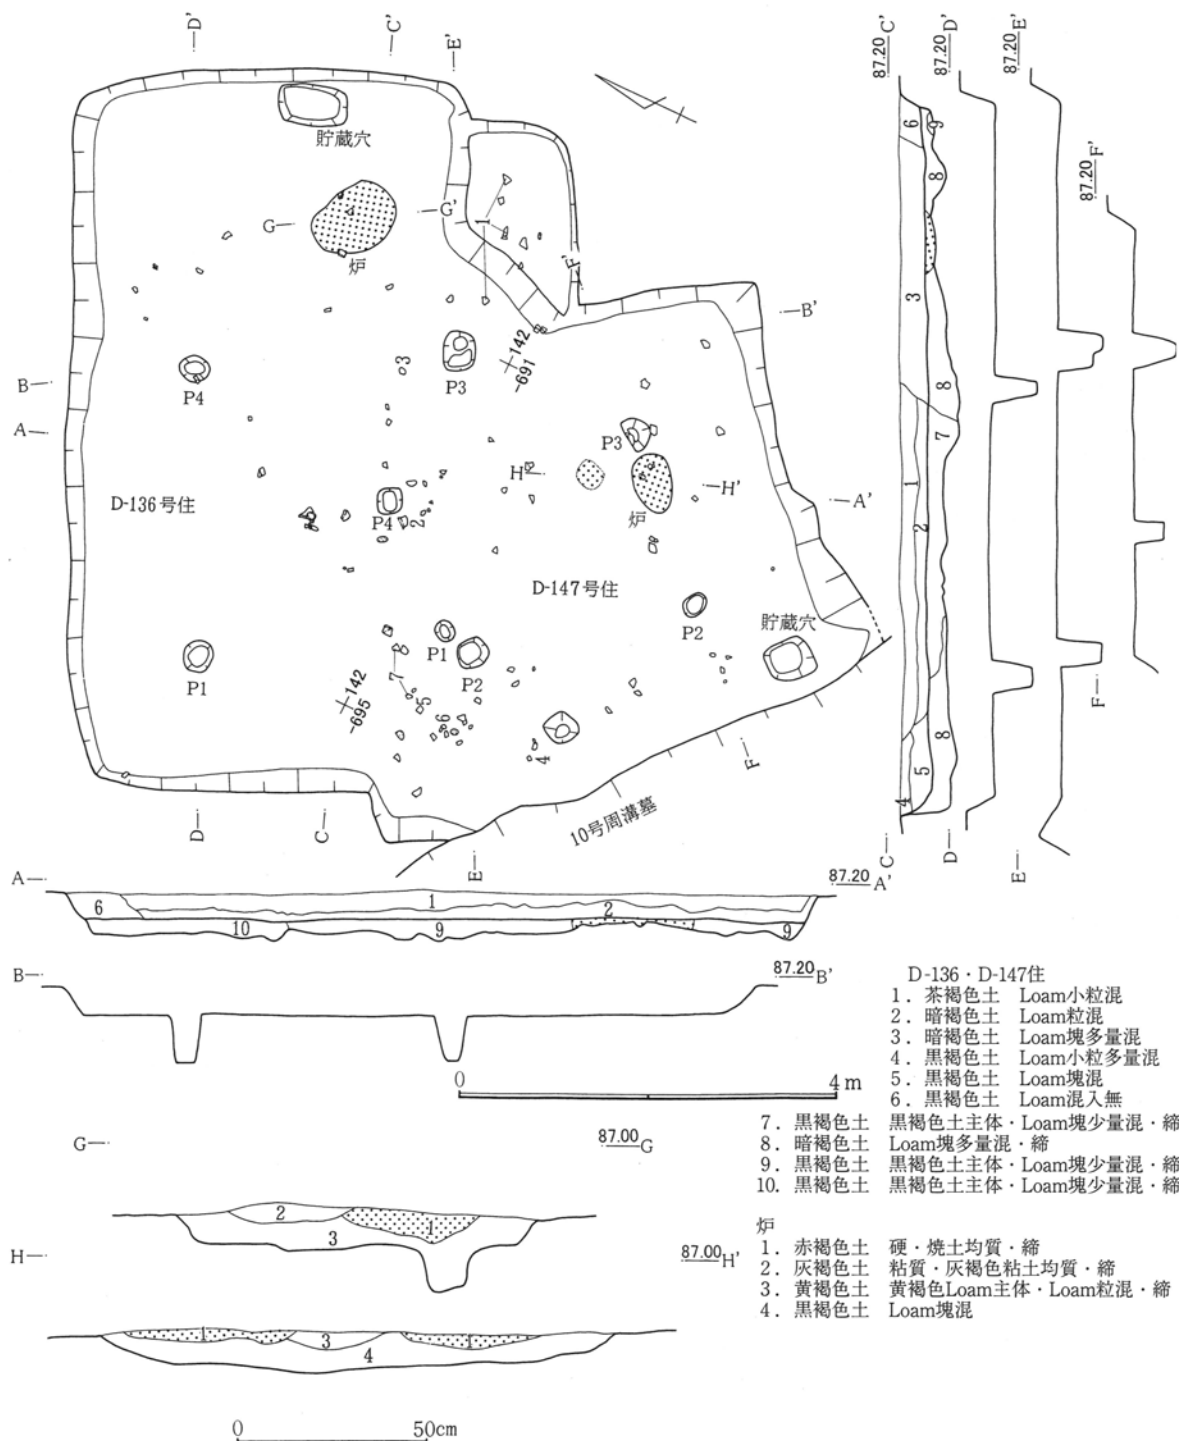 D'
C'
E'
貯蔵穴
G
G'
炉
1
F'
B'
3
142
-691
P4
P3
B
A
P3
H
H'
炉
A'
D-136号住
P4
2
D-147号住
P2
貯蔵穴
P1
P1
P2
7
5
142
-695
6
4
F
10号周溝墓
D
C
E
87.20 C'
87.20 D'
87.20 E'
87.20 F'
6
9
8
3
8
7
1
2
8
5
4
C
D
E
F
A
87.20 A'
1
2
6
10
9
9
B
87.20 B'
0
4m
D-136・D-147住
1. 茶褐色土 Loam小粒混
2. 暗褐色土 Loam粒混
3. 暗褐色土 Loam塊多量混
4. 黒褐色土 Loam小粒多量混
5. 黒褐色土 Loam塊混
6. 黒褐色土 Loam混入無
7. 黒褐色土 黒褐色土主体・Loam塊少量混・締
8. 暗褐色土 Loam塊多量混・締
9. 黒褐色土 黒褐色土主体・Loam塊少量混・締
10. 黒褐色土 黒褐色土主体・Loam塊少量混・締
G
87.00 G
2
1
3
H
87.00 H'
1
3
1
4
炉
1. 赤褐色土 硬・焼土均質・締
2. 灰褐色土 粘質・灰褐色粘土均質・締
3. 黄褐色土 黄褐色Loam主体・Loam粒混・締
4. 黒褐色土 Loam塊混
0
50cm